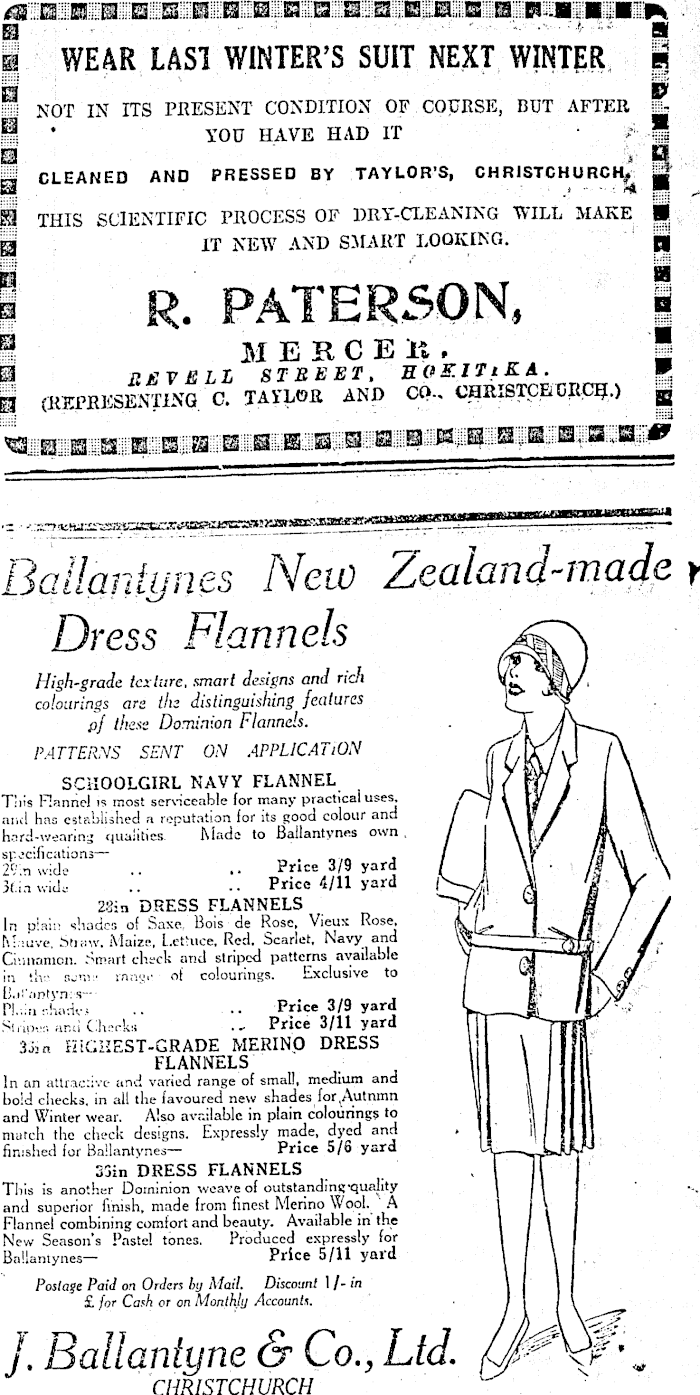 WEAR LAST WINTER'S SUIT NEXT WINTER
NOT IN ITS PRESENT CONDITION OF COURSE, BUT AFTER
YOU HAVE HAD IT
CLEANED AND PRESSED BY TAYLOR'S, CHRISTCHURCH.
THIS SCIENTIFIC PROCESS OF DRY-CLEANING WILL MAKE
IT NEW AND SMART LOOKING.
R. PATERSON,
MERCER.
REVELL STREET, HOKITIKA.
(REPRESENTING C. TAYLOR AND CO., CHRISTCHURCH.)
Ballantynes New Zealand-made
Dress Flannels
High-grade texture, smart designs and rich
colourings are the distinguishing features
of these Dominion Flannels.
PATTERNS SENT ON APPLICATION
SCHOOLGIRL NAVY FLANNEL
This Flannel is most serviceable for many practical uses,
and has established a reputation for its good colour and
hard-wearing qualities. Made to Ballantynes own
specifications—
29in wide .. .. Price 3/9 yard
36in wide .. .. Price 4/11 yard
28in DRESS FLANNELS
In plain shades of Saxe, Bois de Rose, Vieux Rose,
Mauve, Straw, Maize, Lettuce, Red, Scarlet, Navy and
Cinnamon. Smart check and striped patterns available
in the same range of colourings. Exclusive to
Ballantynes—
Plain shades .. .. Price 3/9 yard
Stripes and Checks .. Price 3/11 yard
HIGHEST-GRADE MERINO DRESS
FLANNELS
In an attractive and varied range of small, medium and
bold checks, in all the favoured new shades for Autumn
and Winter wear. Also available in plain colourings to
match the check designs. Expressly made, dyed and
finished for Ballantynes— Price 5/6 yard
DRESS FLANNELS
This is another Dominion weave of outstanding quality
and superior finish, made from finest Merino Wool. A
Flannel combining comfort and beauty. Available in the
New Season's Pastel tones. Produced expressly for
Ballantynes— Price 5/11 yard
Postage Paid on Orders by Mail. Discount 1/- in
£ for Cash or on Monthly Accounts.
J. Ballantyne & Co., Ltd.
CHRISTCHURCH